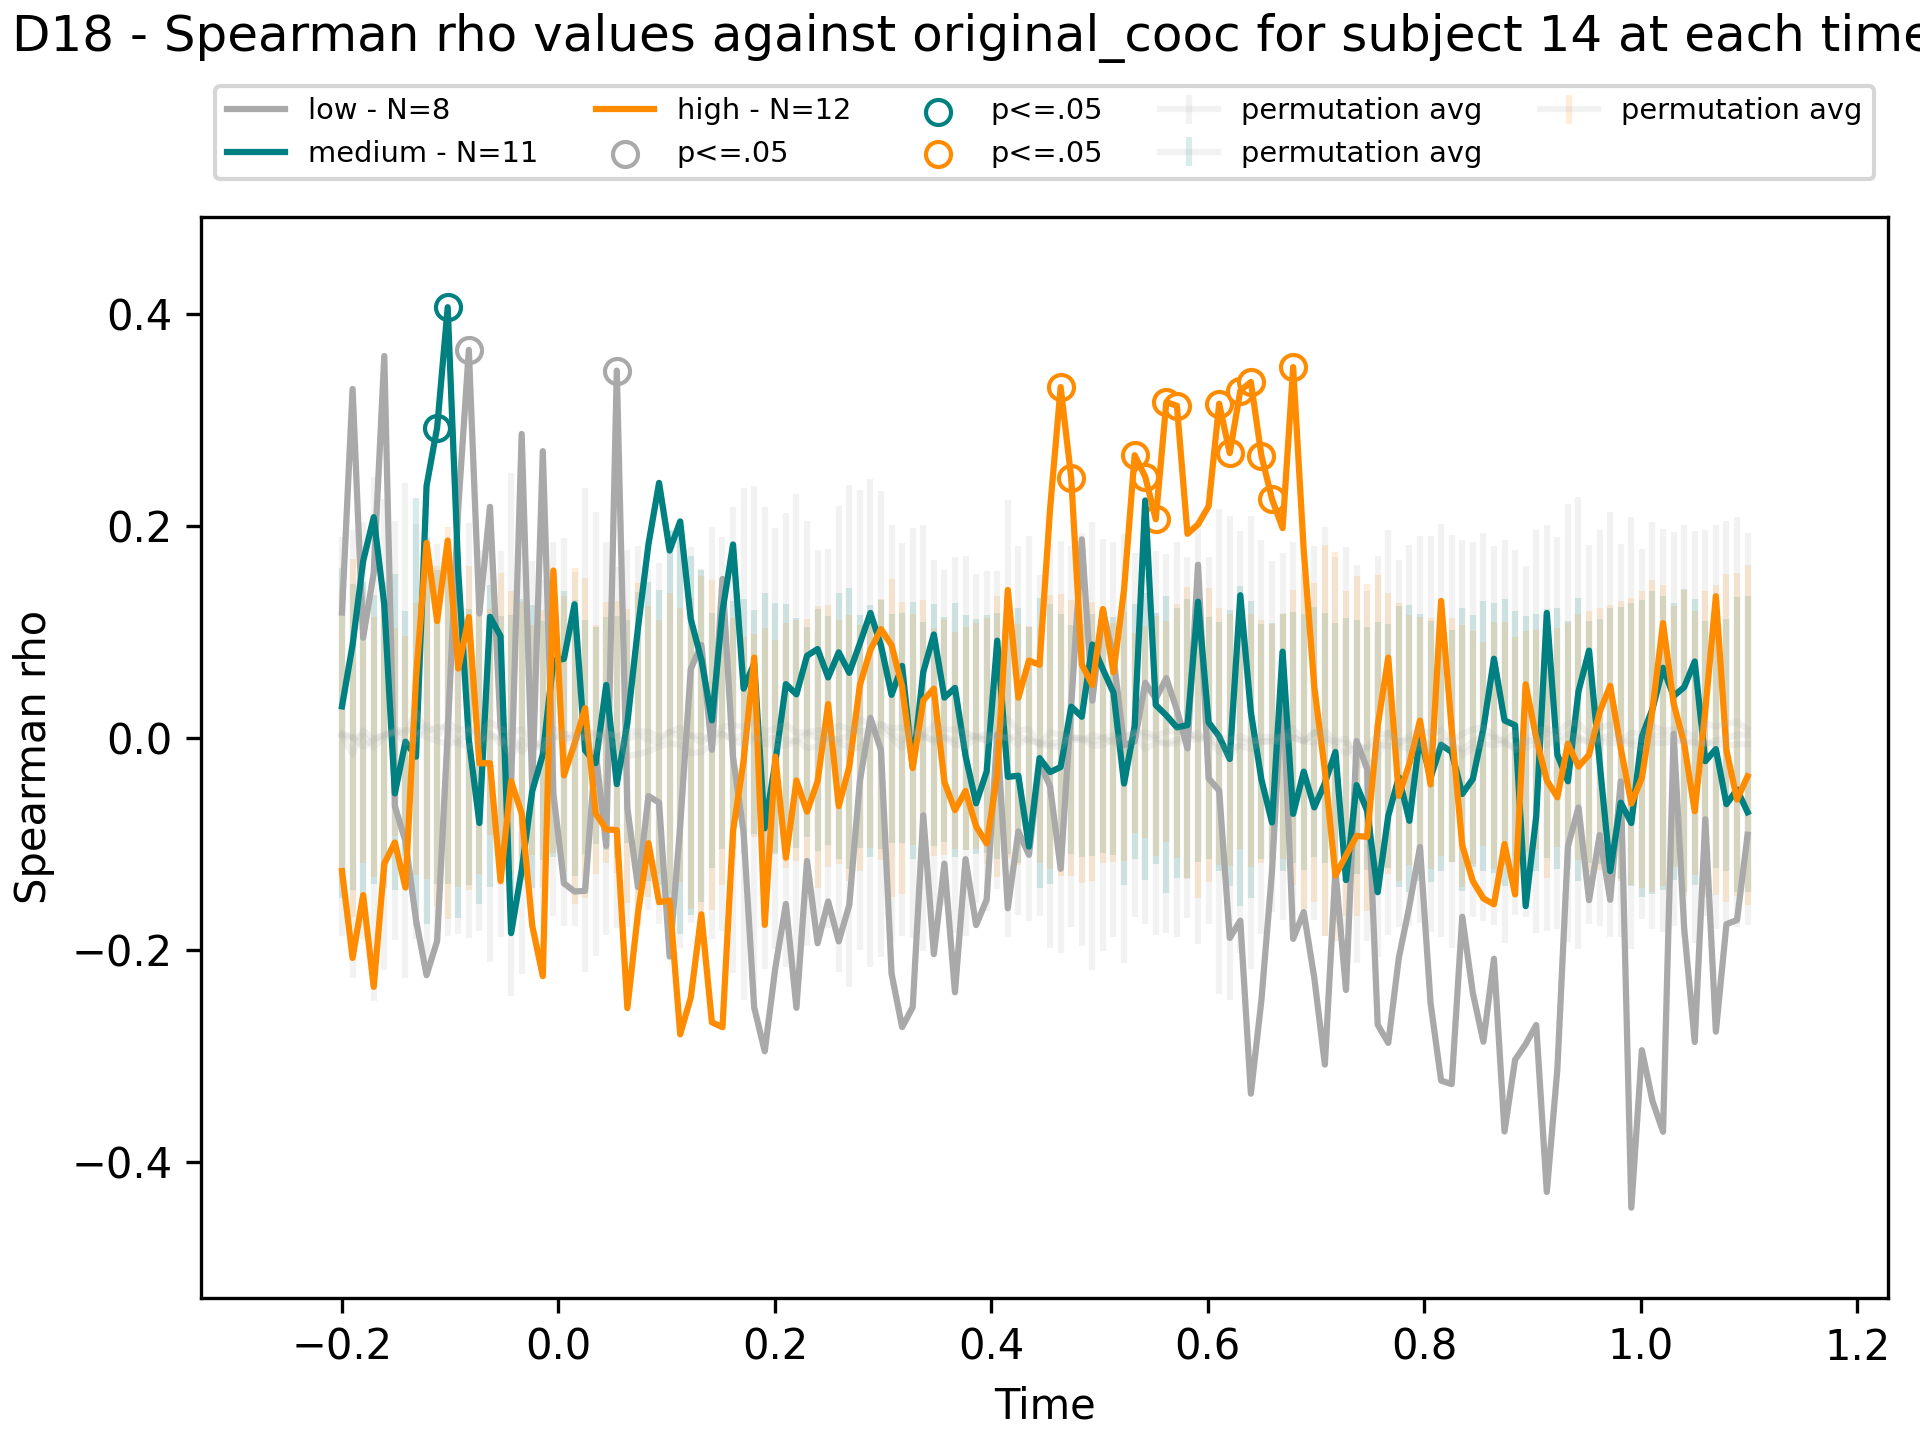 D18 - Spearman rho values against original_cooc for subject 14 at each time
low - N=8
medium - N=11
high - N=12
p<=.05
p<=.05
p<=.05
permutation avg
permutation avg
permutation avg
Spearman rho
0.4
0.2
0.0
−0.2
−0.4
−0.2
0.0
0.2
0.4
0.6
0.8
1.0
1.2
Time